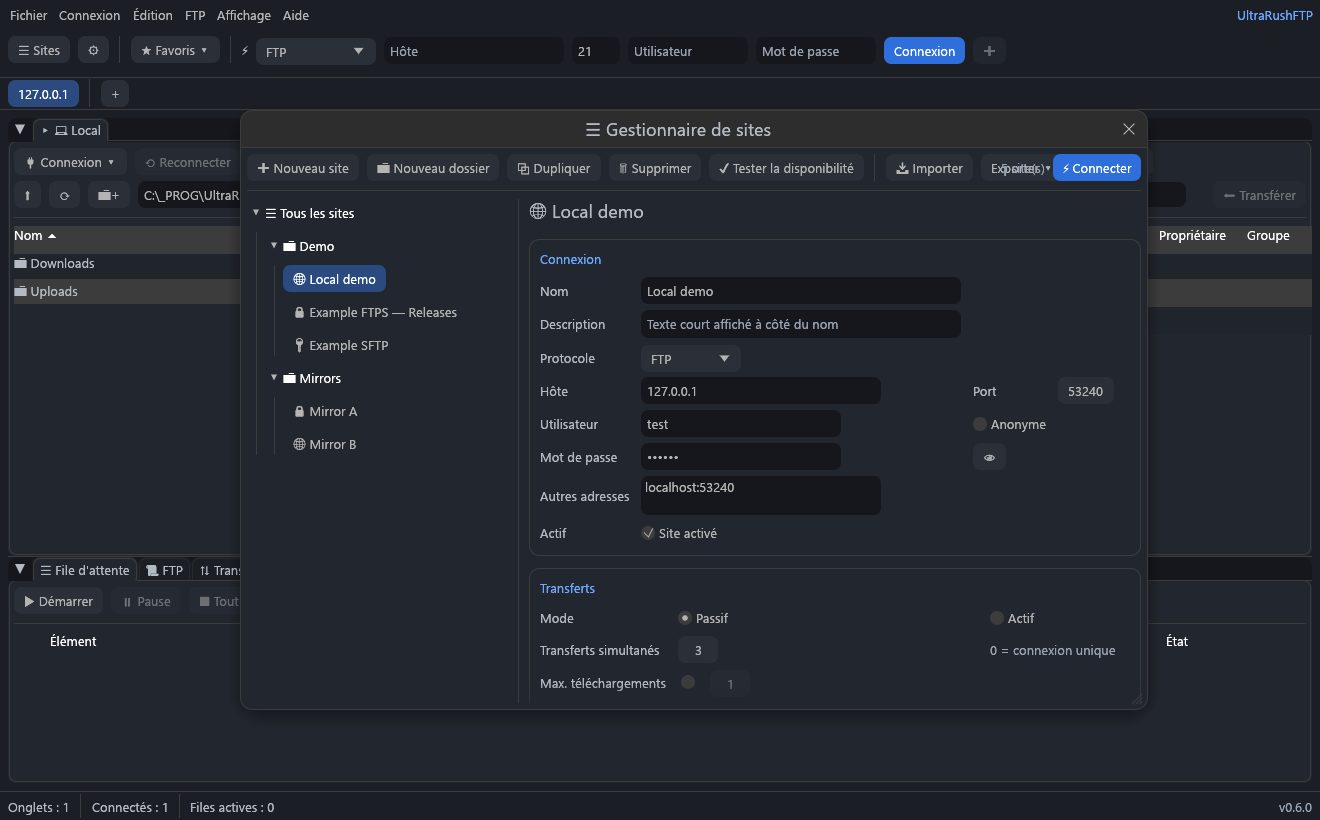 Fichier Connexion Édition FTP Affichage Aide UltraRushFTP
Sites Favoris FTP Hôte 21 Utilisateur Mot de passe Connexion +
127.0.0.1 +
Local
Gestionnaire de sites
Connexion Reconnecter
Nouveau site Nouveau dossier Dupliquer Supprimer Tester la disponibilité Importer Connecter
C:\_PROG\UltraR Transférer
Tous les sites Local demo
Nom Propriétaire Groupe
Demo
Connexion
Downloads
Local demo
Uploads
Nom Local demo
Example FTPS — Releases
Description Texte court affiché à côté du nom
Example SFTP
Protocole FTP
Mirrors
Hôte 127.0.0.1 Port 53240
Mirror A
Utilisateur test Anonyme
Mirror B
Mot de passe ••••••
Autres adresses localhost:53240
Actif Site activé
File d'attente FTP Trans
Transferts
Démarrer Pause Tout
Mode Passif Actif
Élément État
Transferts simultanés 3 0 = connexion unique
Max. téléchargements 1
Onglets : 1 Connectés : 1 Files actives : 0 v0.6.0